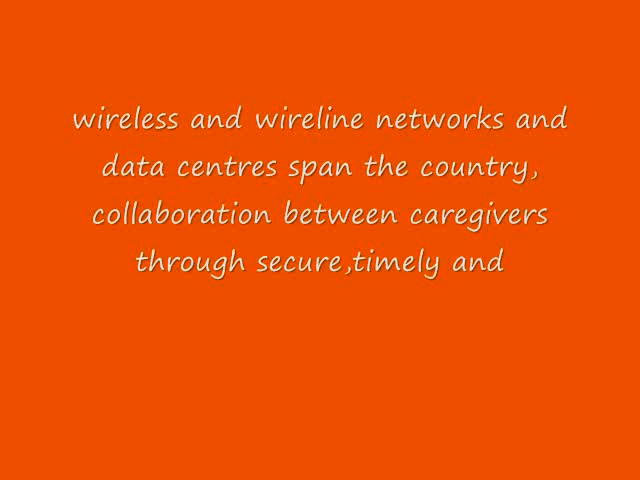 wireless and wireline networks and
data centres span the country,
collaboration between caregivers
through secure,timely and